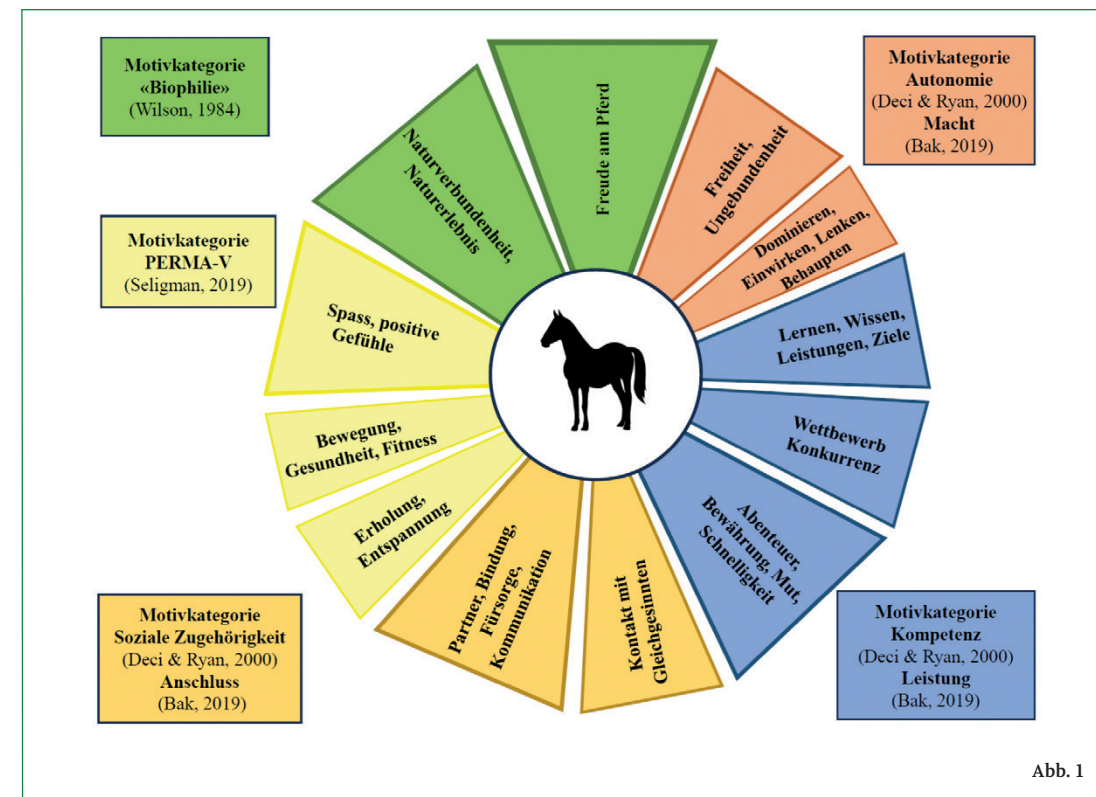 Motivkategorie
«Biophilie»
(Wilson, 1984)
Freude am Pferd
Freiheit,
Ungebundenheit
Motivkategorie
Autonomie
(Deci & Ryan, 2000)
Macht
(Bak, 2019)
Dominieren,
Einwirken, Lenken,
Behaupten
Lernen, Wissen,
Leistungen, Ziele
Wettbewerb
Konkurrenz
Abenteuer,
Bewährung, Mut,
Schnelligkeit
Motivkategorie
Kompetenz
(Deci & Ryan, 2000)
Leistung
(Bak, 2019)
Kontakt mit
Gleichgesinnten
Partner, Bindung,
Fürsorge,
Kommunikation
Motivkategorie
Soziale Zugehörigkeit
(Deci & Ryan, 2000)
Anschluss
(Bak, 2019)
Erholung,
Entspannung
Bewegung,
Gesundheit, Fitness
Spass, positive
Gefühle
Motivkategorie
PERMA-V
(Seligman, 2019)
Naturverbundenheit,
Naturerlebnis
Abb. 1